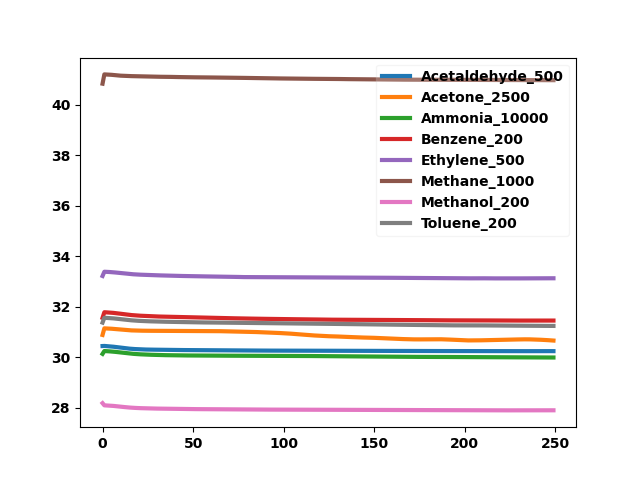 Acetaldehyde_500
Acetone_2500
Ammonia_10000
Benzene_200
Ethylene_500
Methane_1000
Methanol_200
Toluene_200
40
38
36
34
32
30
28
0 50 100 150 200 250